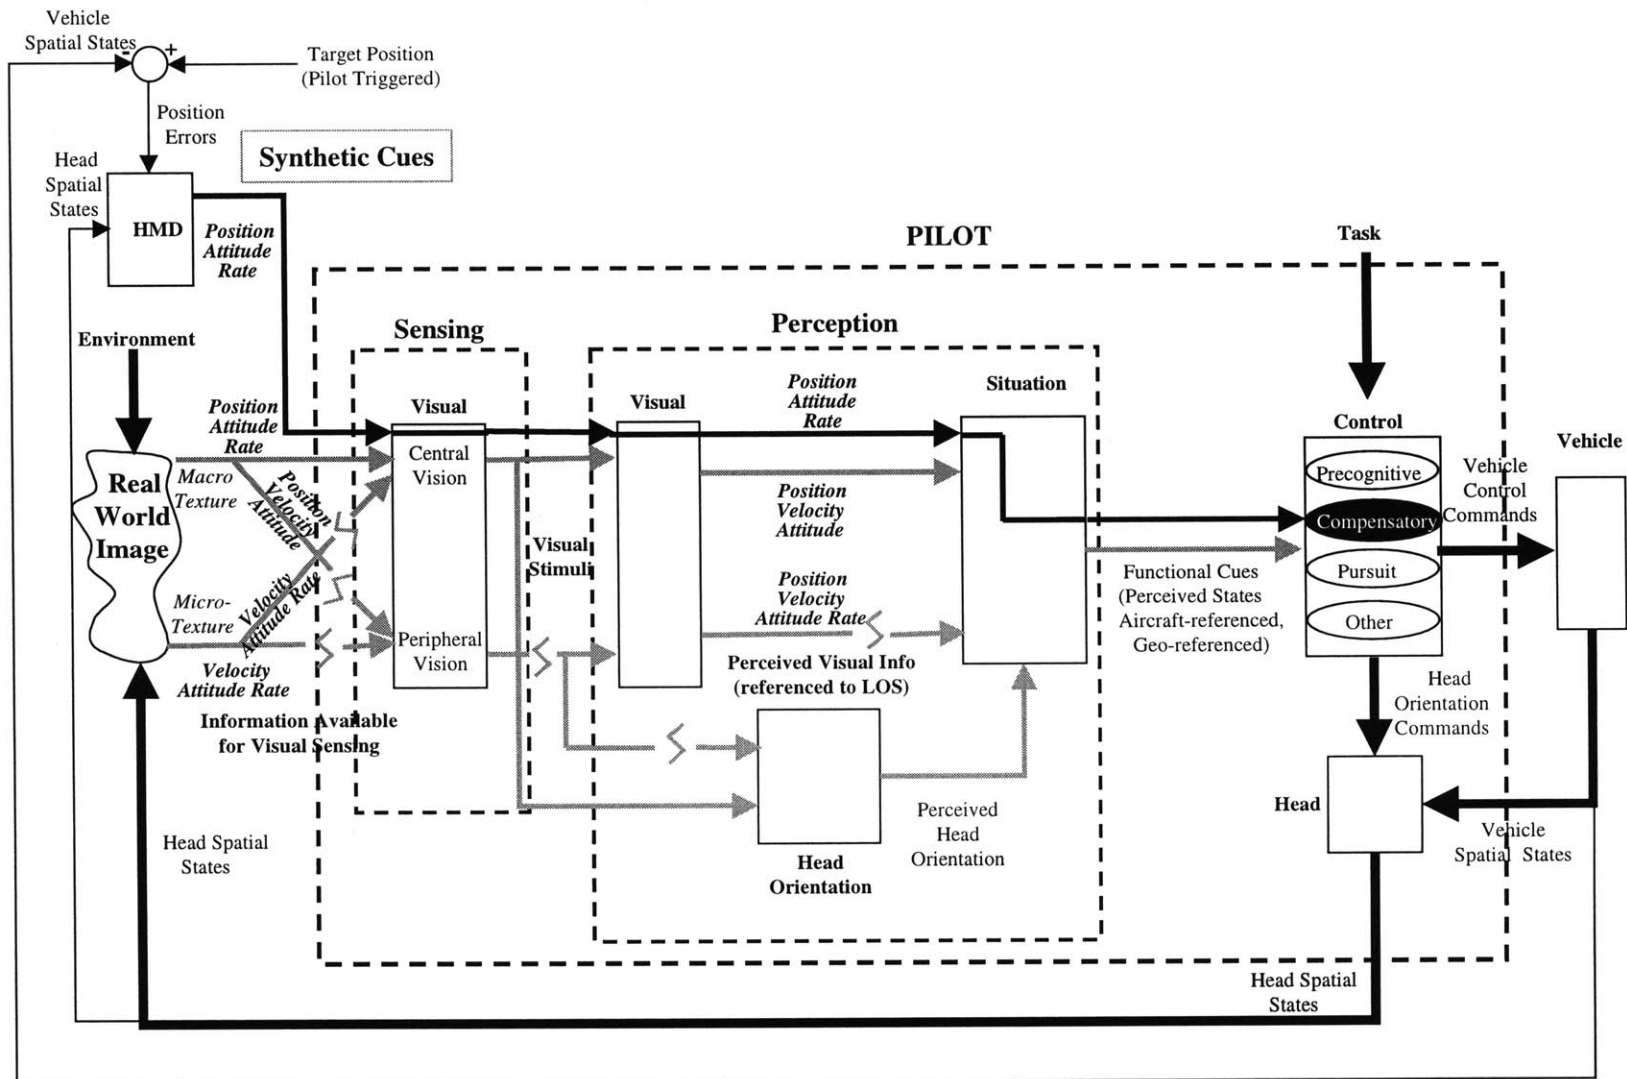 Vehicle
Spatial States
-
+
Target Position
(Pilot Triggered)
Position
Errors
Synthetic Cues
Head
Spatial
States
HMD
Position
Attitude
Rate
PILOT
Task
Environment
Sensing
Perception
Position
Attitude
Rate
Visual
Visual
Position
Attitude
Rate
Situation
Control
Vehicle
Real
World
Image
Macro
Texture
Position
Velocity
Attitude
Central
Vision
Precognitive
Vehicle
Control
Commands
Compensatory
Position
Velocity
Attitude
Visual
Stimuli
Functional Cues
(Perceived States
Aircraft-referenced,
Geo-referenced)
Pursuit
Other
Micro-
Texture
Velocity
Attitude Rate
Position
Velocity
Attitude Rate
Peripheral
Vision
Velocity
Attitude Rate
Perceived Visual Info
(referenced to LOS)
Information Available
for Visual Sensing
Head
Orientation
Commands
Head
Vehicle
Spatial States
Head Spatial
States
Perceived
Head
Orientation
Head
Orientation
Head Spatial
States